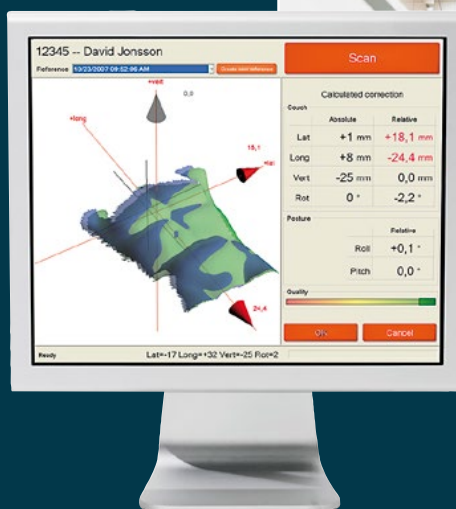 12345 -- David Jonsson
Scan
Reference 10/23/2007 09:52:06 AM Create new reference
+vert
0,0
+long
15,1
+lat
24,4
Calculated correction
Couch
Absolute Relative
Lat +1 mm +18,1 mm
Long +8 mm -24,4 mm
Vert -25 mm 0,0 mm
Rot 0 ° -2,2 °
Posture
Relative
Roll +0,1 °
Pitch 0,0 °
Quality
Cancel
Ready Lat=-17 Long=+32 Vert=-25 Rot=2